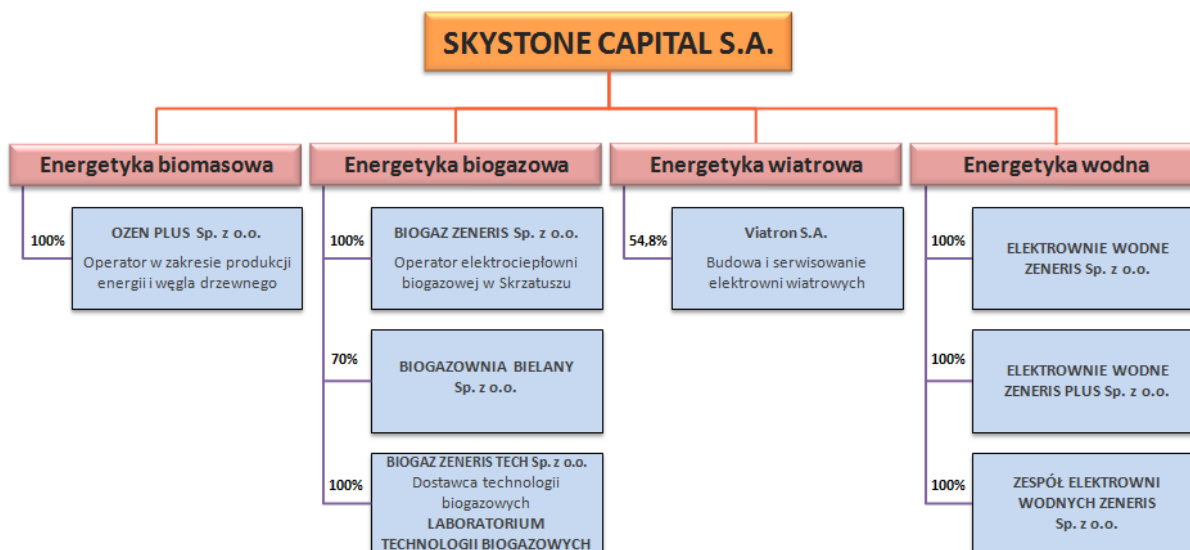 SKYSTONE CAPITAL S.A.
Energetyka biomasowa
100%
OZEN PLUS Sp. z o.o.
Operator w zakresie produkcji
energii i węgla drzewnego
Energetyka biogazowa
100%
BIOGAZ ZENERIS Sp. z o.o.
Operator elektrociepłowni
biogazowej w Skrzatuszu
70%
BIOGAZOWNIA BIELANY
Sp. z o.o.
100%
BIOGAZ ZENERIS TECH Sp. z o.o.
Dostawca technologii
biogazowych
LABORATORIUM
TECHNOLOGII BIOGAZOWYCH
Energetyka wiatrowa
54,8%
Viatron S.A.
Budowa i serwisowanie
elektrowni wiatrowych
Energetyka wodna
100%
ELEKTROWNIE WODNE
ZENERIS Sp. z o.o.
100%
ELEKTROWNIE WODNE
ZENERIS PLUS Sp. z o.o.
100%
ZESPÓŁ ELEKTROWNI
WODNYCH ZENERIS
Sp. z o.o.